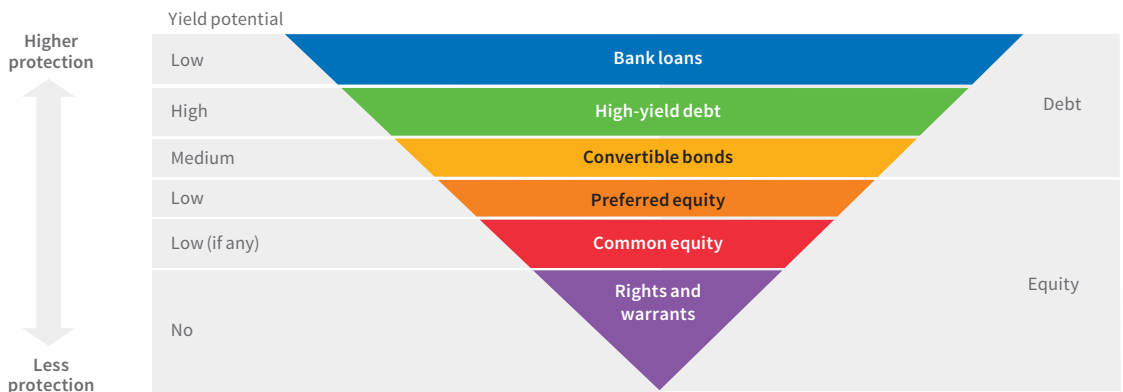 Yield potential
Higher
protection
Low
Bank loans
High
High-yield debt
Debt
Medium
Convertible bonds
Low
Preferred equity
Low (if any)
Common equity
Rights and
warrants
Equity
No
Less
protection